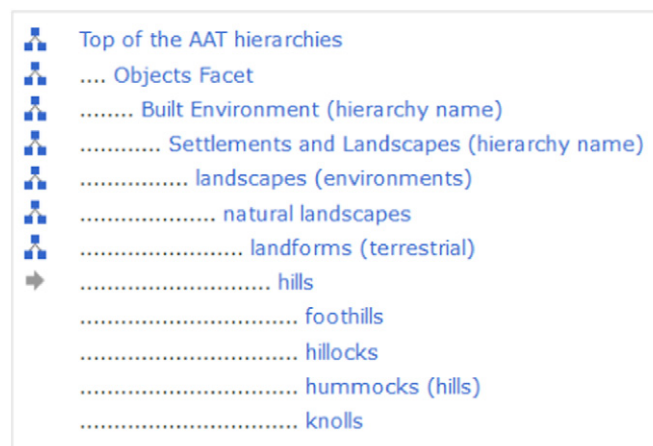 Top of the AAT hierarchies
.... Objects Facet
........ Built Environment (hierarchy name)
............ Settlements and Landscapes (hierarchy name)
................ landscapes (environments)
.................... natural landscapes
........................ landforms (terrestrial)
............................ hills
................................ foothills
................................ hillocks
................................ hummocks (hills)
................................ knolls